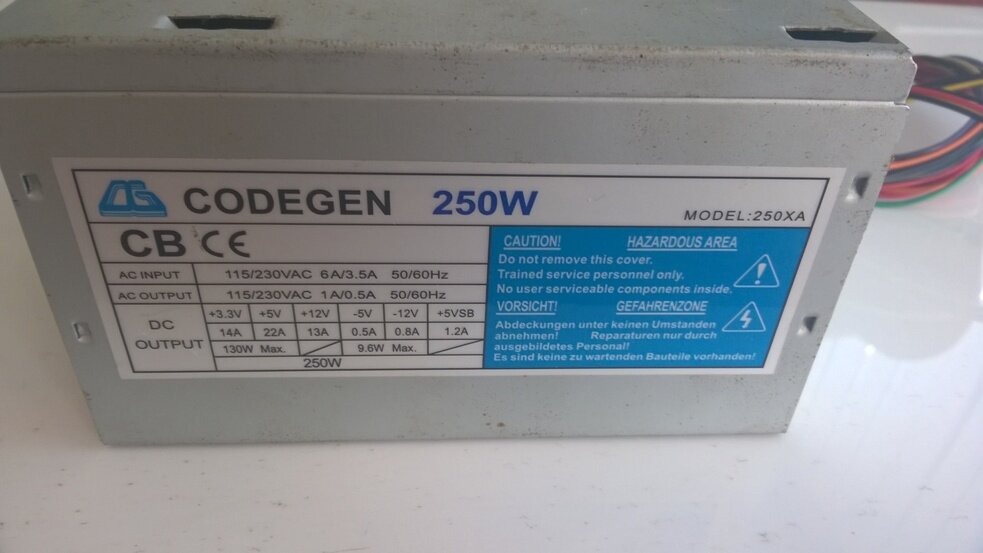 CODEGEN 250W
MODEL:250XA
CB CE
AC INPUT 115/230VAC 6A/3.5A 50/60Hz
AC OUTPUT 115/230VAC 1A/0.5A 50/60Hz
DC OUTPUT
+3.3V +5V +12V -5V -12V +5VSB
14A 22A 13A 0.5A 0.8A 1.2A
130W Max. 9.6W Max.
250W
CAUTION! HAZARDOUS AREA
Do not remove this cover.
Trained service personnel only.
No user serviceable components inside.
VORSICHT! GEFAHRENZONE
Abdeckungen unter keinen Umstanden
abnehmen! Reparaturen nur durch
ausgebildetes Personal!
Es sind keine zu wartenden Bauteile vorhanden!